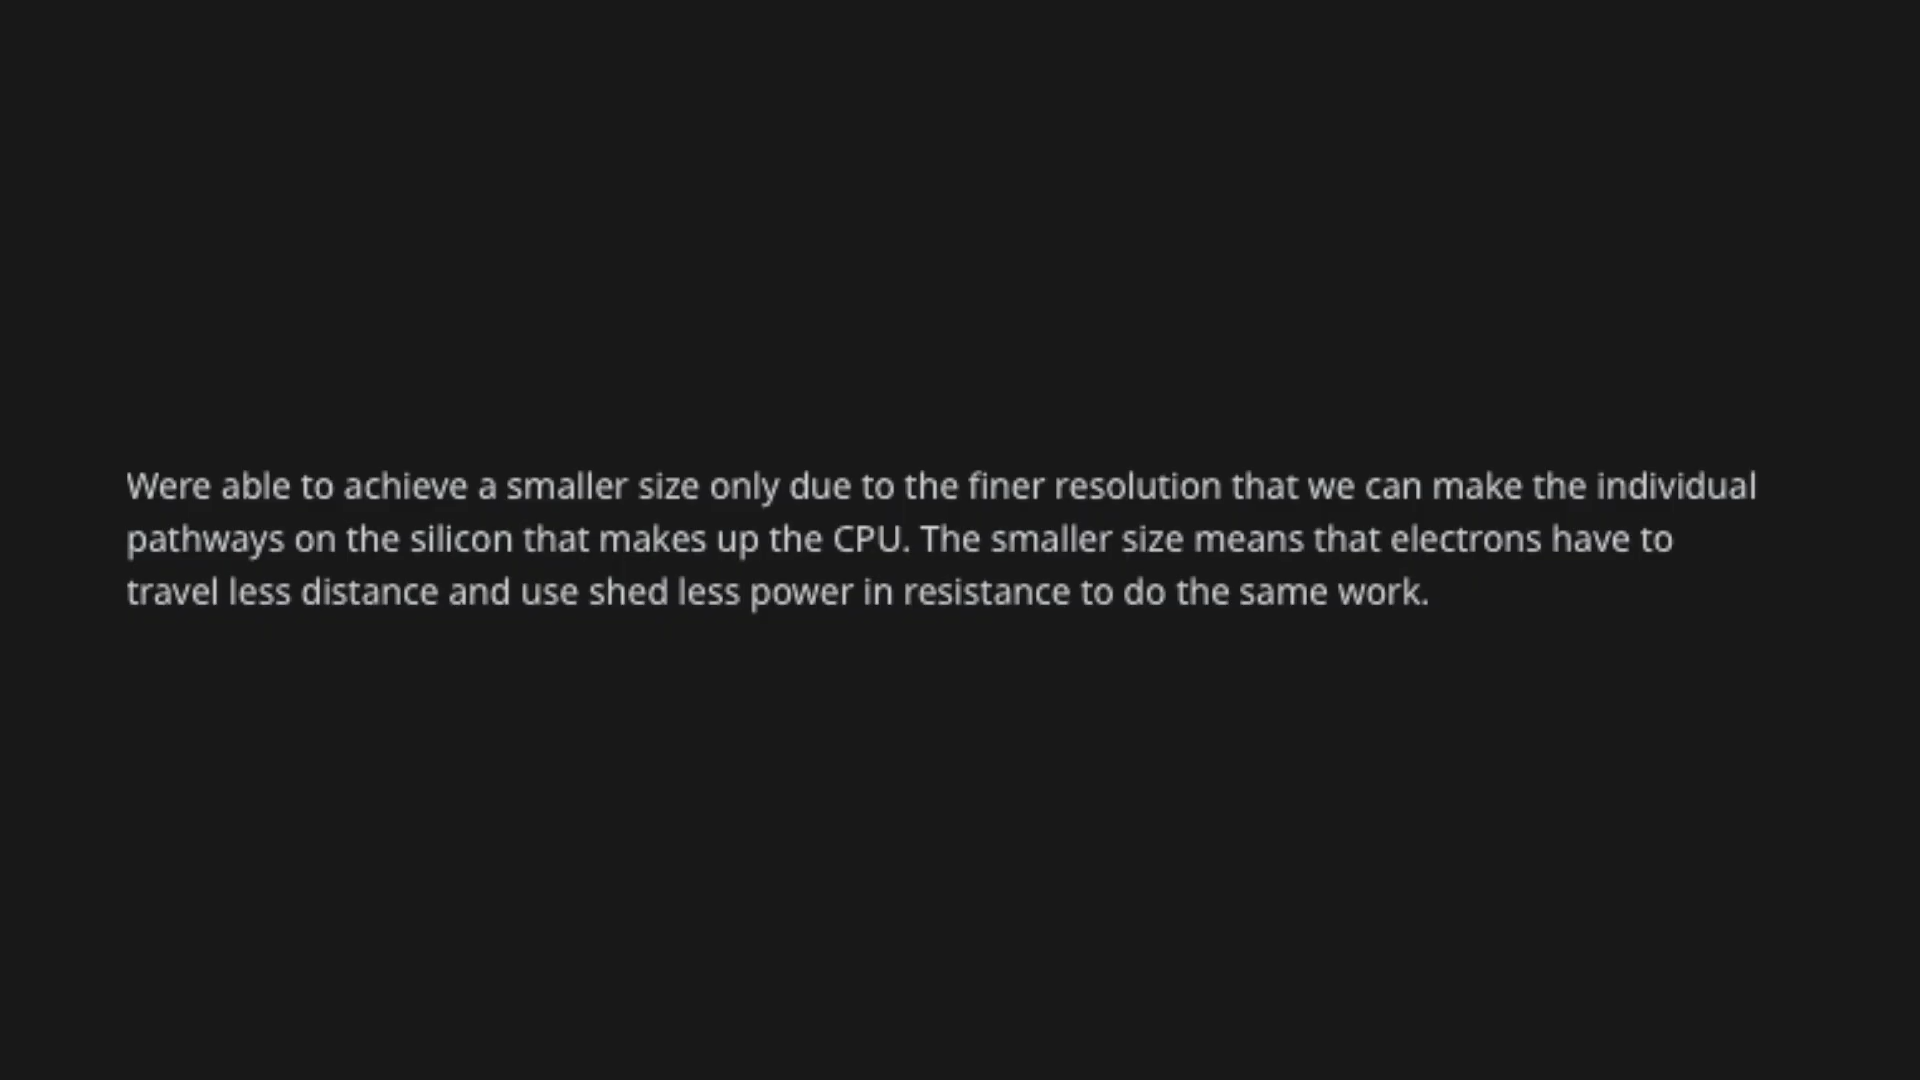 Were able to achieve a smaller size only due to the finer resolution that we can make the individual
pathways on the silicon that makes up the CPU. The smaller size means that electrons have to
travel less distance and use shed less power in resistance to do the same work.